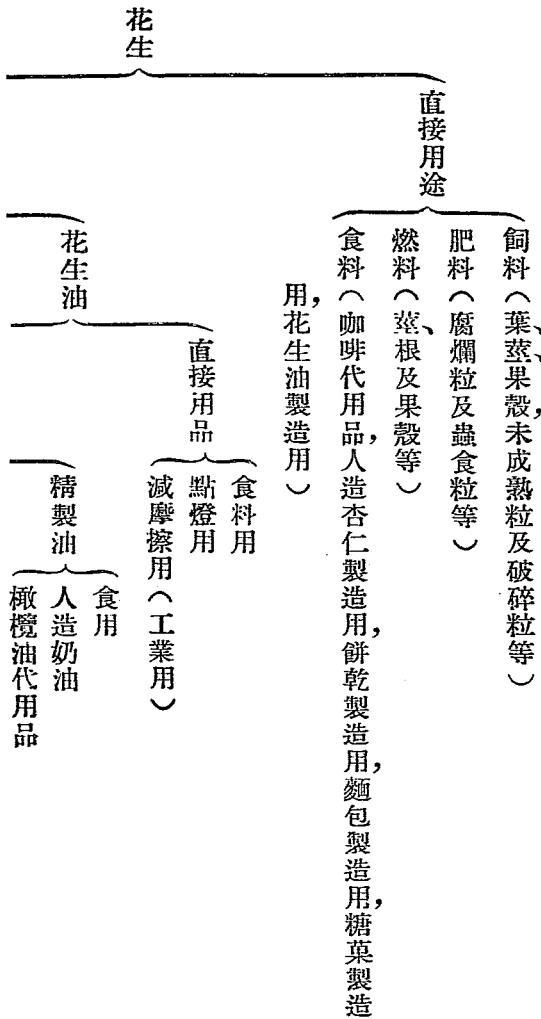 花生
直接用途
飼料（葉、莖、果殼，未成熟粒及破碎粒等）
肥料（腐爛粒及蟲食粒等）
燃料（莖、根及果殼等）
食料（咖啡代用品，人造杏仁製造用，餅乾製造用，麵包製造用，糖菓製造
用，花生油製造用）
花生油
直接用品
食料用
點燈用
減摩擦用（工業用）
精製油
食用
人造奶油
橄欖油代用品